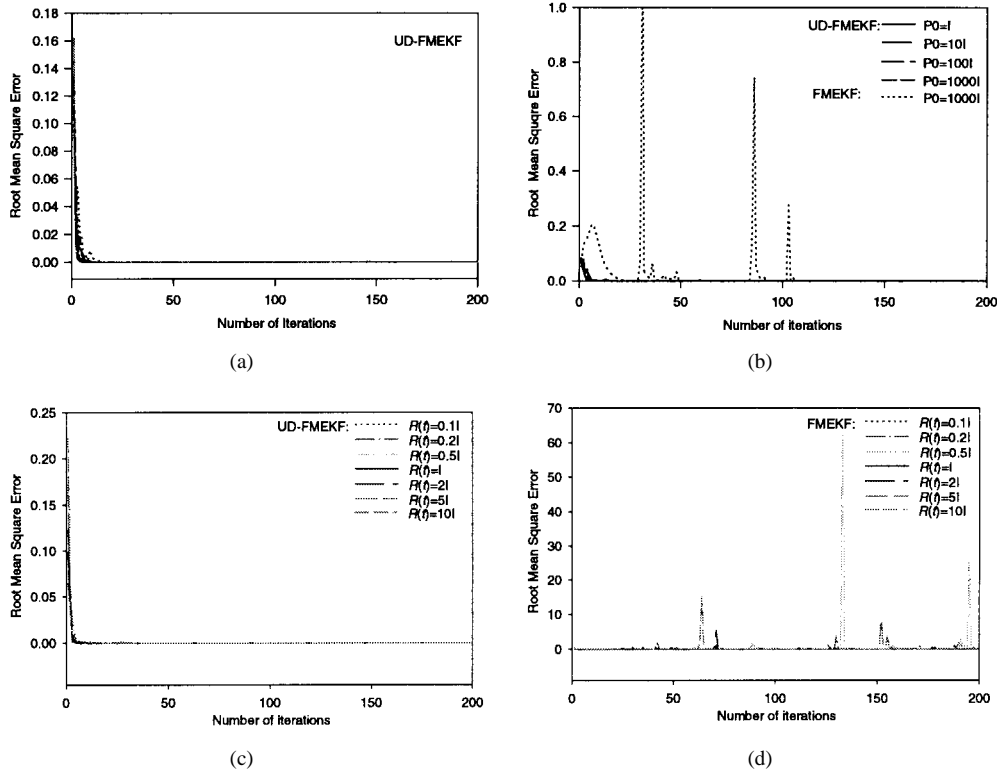 UD-FMEKF
Root Mean Square Error
0.18
0.16
0.14
0.12
0.10
0.08
0.06
0.04
0.02
0.00
0
50
100
150
200
Number of Iterstions
(a)
UD-FMEKF:
P0=I
P0=10I
P0=100I
P0=1000I
FMEKF:
P0=1000I
Root Mean Squqre Error
1.0
0.8
0.6
0.4
0.2
0.0
0
50
100
150
200
Number of Iterations
(b)
UD-FMEKF:
R(t)=0.1I
R(t)=0.2I
R(t)=0.5I
R(t)=I
R(t)=2I
R(t)=5I
R(t)=10I
Root Mean Square Error
0.25
0.20
0.15
0.10
0.05
0.00
0
50
100
150
200
Number of Iterations
(c)
FMEKF:
R(t)=0.1I
R(t)=0.2I
R(t)=0.5I
R(t)=I
R(t)=2I
R(t)=5I
R(t)=10I
Root Mean Square Error
70
60
50
40
30
20
10
0
0
50
100
150
200
Number of iterations
(d)